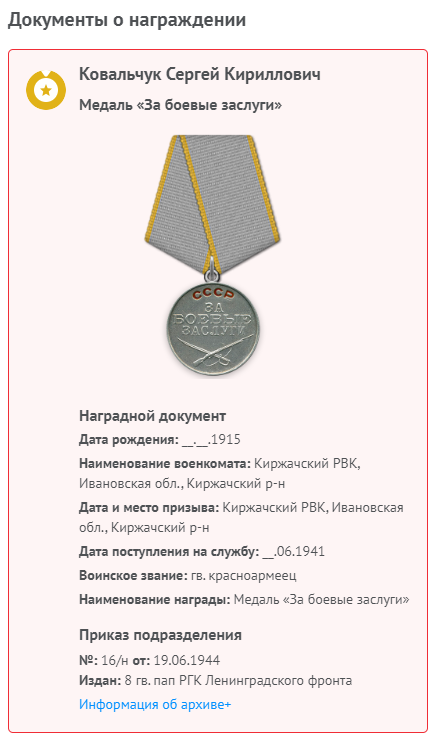 Документы о награждении
Ковальчук Сергей Кириллович
Медаль «За боевые заслуги»
СССР
ЗА
БОЕВЫЕ
ЗАСЛУГИ
Наградной документ
Дата рождения: __.__.1915
Наименование военкомата: Киржачский РВК,
Ивановская обл., Киржачский р-н
Дата и место призыва: Киржачский РВК, Ивановская
обл., Киржачский р-н
Дата поступления на службу: __.06.1941
Воинское звание: гв. красноармеец
Наименование награды: Медаль «За боевые заслуги»
Приказ подразделения
№: 16/н от: 19.06.1944
Издан: 8 гв. пап РГК Ленинградского фронта
Информация об архиве+